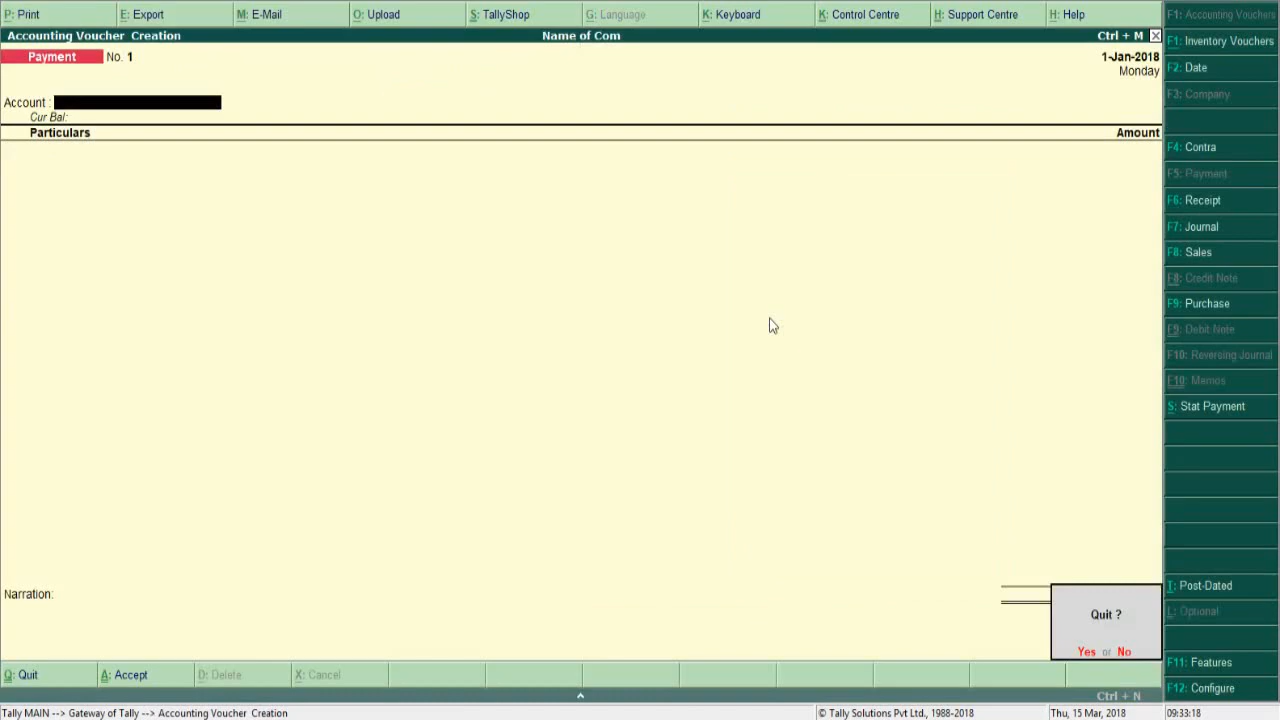 P: Print E: Export M: E-Mail O: Upload S: TallyShop G: Language K: Keyboard K: Control Centre H: Support Centre H: Help F1: Accounting Vouchers
Accounting Voucher Creation Name of Com Ctrl + M F1: Inventory Vouchers
Payment No. 1 1-Jan-2018
Monday F2: Date
F3: Company
Account :
Cur Bal:
Particulars Amount
F4: Contra
F5: Payment
F6: Receipt
F7: Journal
F8: Sales
F8: Credit Note
F9: Purchase
F9: Debit Note
F10: Reversing Journal
F10: Memos
S: Stat Payment
T: Post-Dated
Narration:
Quit ?
L: Optional
Yes or No
F11: Features
Q: Quit A: Accept D: Delete X: Cancel
F12: Configure
Ctrl + N
Tally MAIN --> Gateway of Tally --> Accounting Voucher Creation © Tally Solutions Pvt Ltd., 1988-2018 Thu, 15 Mar, 2018 09:33:18